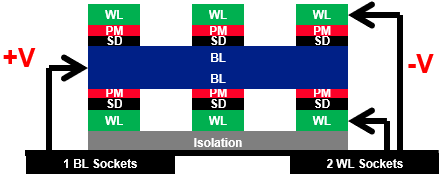 WL WL WL
PM PM PM
SD SD SD
+V
BL
-V
BL
PM PM PM
SD SD SD
WL WL WL
Isolation
1 BL Sockets 2 WL Sockets